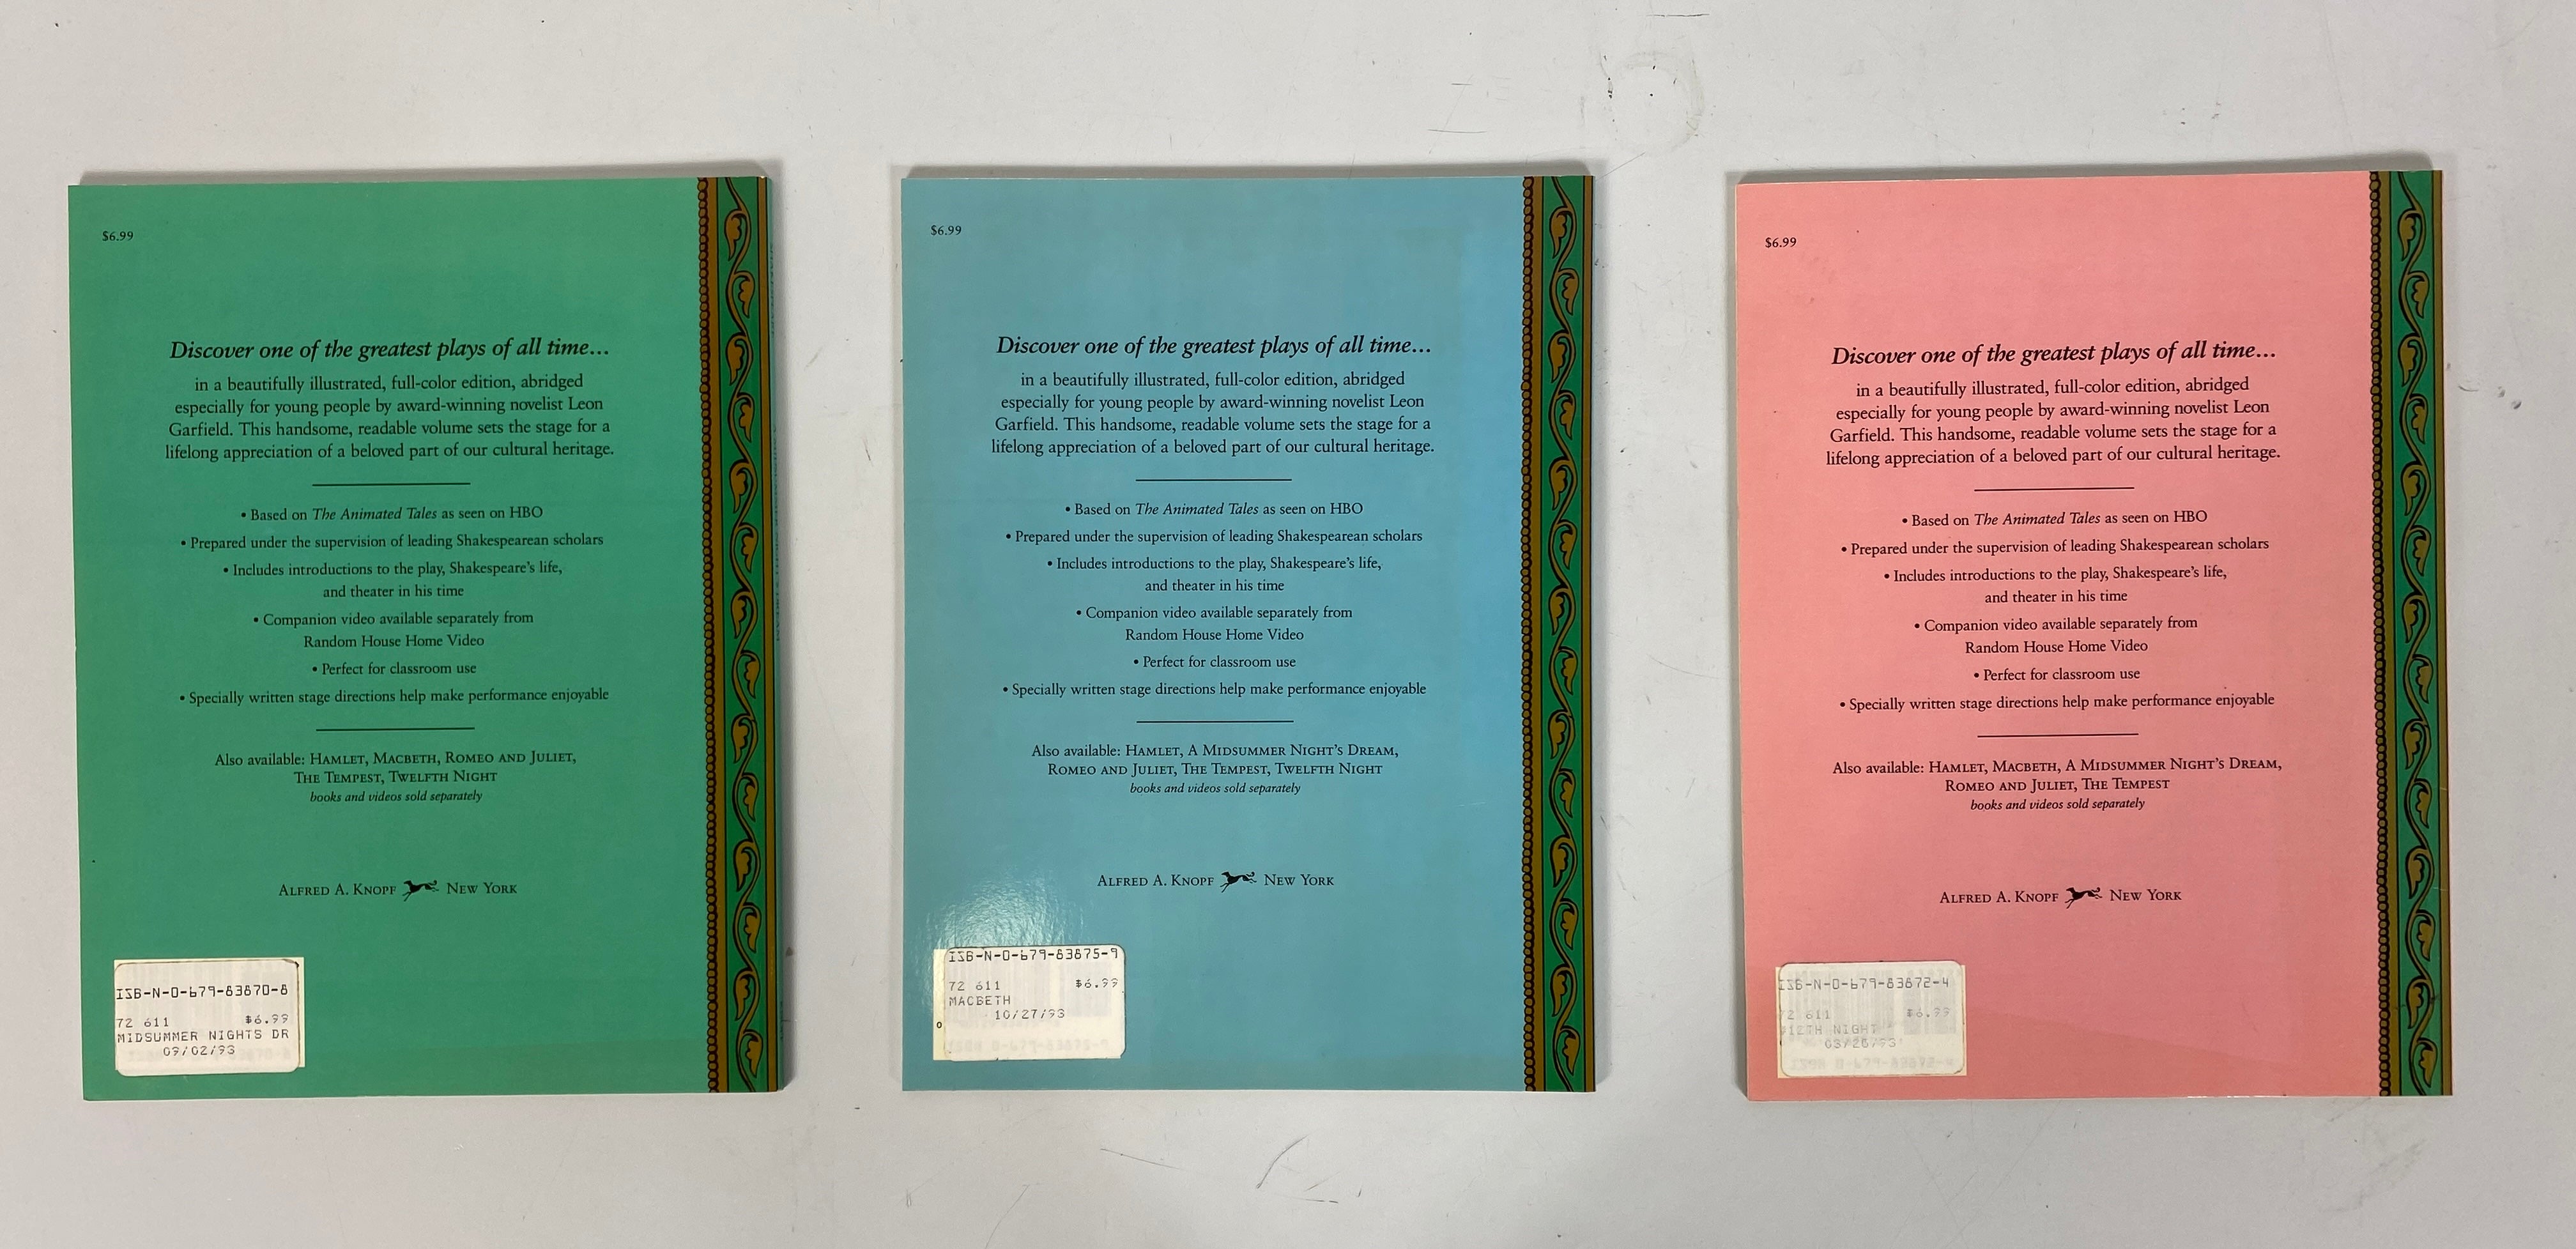 $6.99
Discover one of the greatest plays of all time...
in a beautifully illustrated, full-color edition, abridged
especially for young people by award-winning novelist Leon
Garfield. This handsome, readable volume sets the stage for a
lifelong appreciation of a beloved part of our cultural heritage.
• Based on The Animated Tales as seen on HBO
• Prepared under the supervision of leading Shakespearean scholars
• Includes introductions to the play, Shakespeare's life,
and theater in his time
• Companion video available separately from
Random House Home Video
• Perfect for classroom use
• Specially written stage directions help make performance enjoyable
Also available: HAMLET, MACBETH, ROMEO AND JULIET,
THE TEMPEST, TWELFTH NIGHT
books and videos sold separately
ALFRED A. KNOPF NEW YORK
ISB-N-0-679-83870-8
72 611 $6.99
MIDSUMMER NIGHTS DR
09/02/93
$6.99
Discover one of the greatest plays of all time...
in a beautifully illustrated, full-color edition, abridged
especially for young people by award-winning novelist Leon
Garfield. This handsome, readable volume sets the stage for a
lifelong appreciation of a beloved part of our cultural heritage.
• Based on The Animated Tales as seen on HBO
• Prepared under the supervision of leading Shakespearean scholars
• Includes introductions to the play, Shakespeare's life,
and theater in his time
• Companion video available separately from
Random House Home Video
• Perfect for classroom use
• Specially written stage directions help make performance enjoyable
Also available: HAMLET, A MIDSUMMER NIGHT'S DREAM,
ROMEO AND JULIET, THE TEMPEST, TWELFTH NIGHT
books and videos sold separately
ALFRED A. KNOPF NEW YORK
ISB-N-0-679-83875-9
72 611 $6.99
MACBETH
10/27/93
$6.99
Discover one of the greatest plays of all time...
in a beautifully illustrated, full-color edition, abridged
especially for young people by award-winning novelist Leon
Garfield. This handsome, readable volume sets the stage for a
lifelong appreciation of a beloved part of our cultural heritage.
• Based on The Animated Tales as seen on HBO
• Prepared under the supervision of leading Shakespearean scholars
• Includes introductions to the play, Shakespeare's life,
and theater in his time
• Companion video available separately from
Random House Home Video
• Perfect for classroom use
• Specially written stage directions help make performance enjoyable
Also available: HAMLET, MACBETH, A MIDSUMMER NIGHT'S DREAM,
ROMEO AND JULIET, THE TEMPEST
books and videos sold separately
ALFRED A. KNOPF NEW YORK
ISB-N-0-679-83872-4
72 611 $6.99
NIGHT